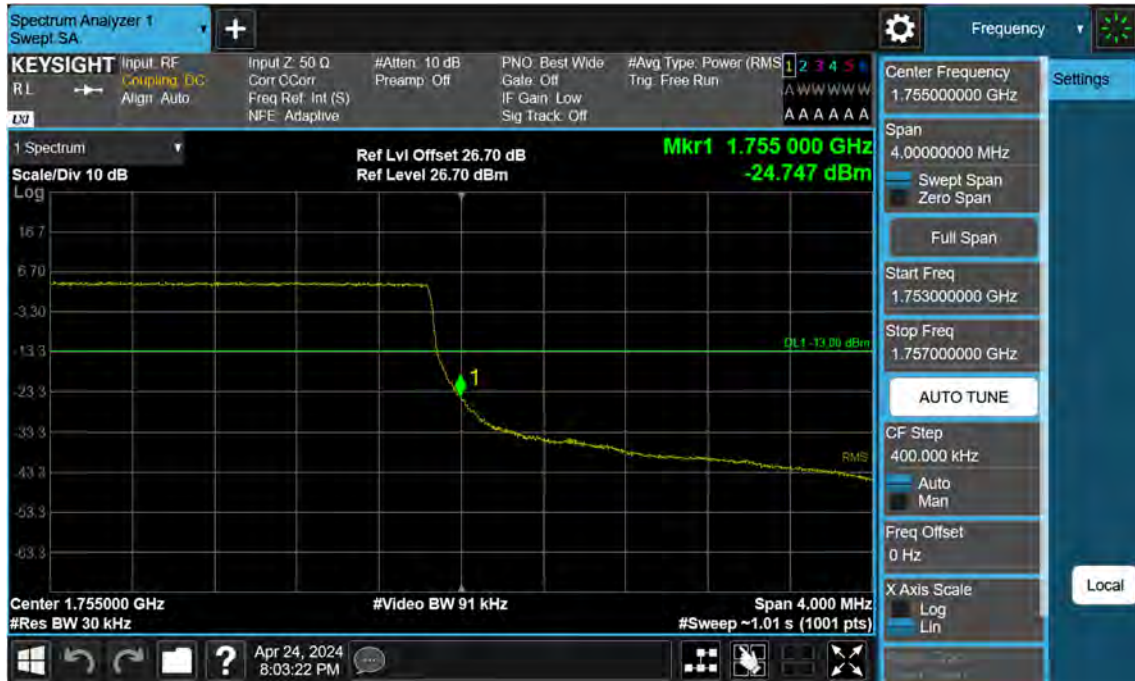 Spectrum Analyzer 1
Swept SA
+
Frequency
KEYSIGHT
RL
LXI
Input: RF
Coupling: DC
Align: Auto
Input Z: 50 Ω
Corr CCorr
Freq Ref: Int (S)
NFE: Adaptive
#Atten: 10 dB
Preamp: Off
PNO: Best Wide
Gate: Off
IF Gain: Low
Sig Track: Off
#Avg Type: Power (RMS
Trig: Free Run
1 2 3 4 5 6
A W W W W W
A A A A A A
Center Frequency
1.755000000 GHz
Settings
1 Spectrum
Scale/Div 10 dB
Ref Lvl Offset 26.70 dB
Ref Level 26.70 dBm
Mkr1 1.755 000 GHz
-24.747 dBm
Span
4.00000000 MHz
Swept Span
Zero Span
Full Span
Start Freq
1.753000000 GHz
Stop Freq
1.757000000 GHz
AUTO TUNE
CF Step
400.000 kHz
Auto
Man
Freq Offset
0 Hz
X Axis Scale
Log
Lin
Local
Log
16.7
6.70
-3.30
-13.3
-23.3
-33.3
-43.3
-53.3
-63.3
DL1 -13.00 dBm
1
RMS
Center 1.755000 GHz
#Video BW 91 kHz
Span 4.000 MHz
#Res BW 30 kHz
#Sweep ~1.01 s (1001 pts)
?
Apr 24, 2024
8:03:22 PM